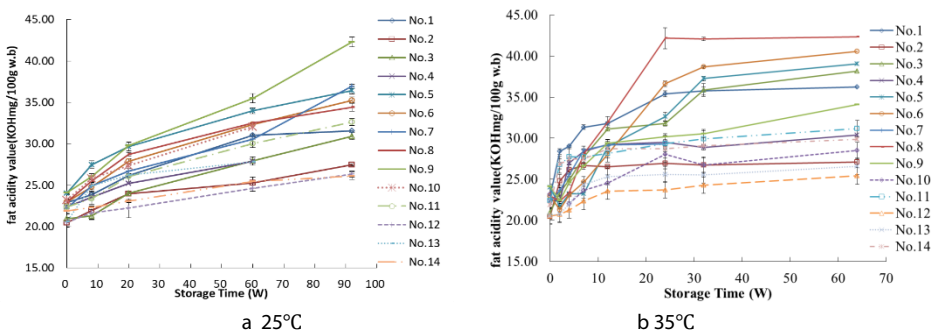 a
45.00
40.00
35.00
30.00
25.00
20.00
15.00
fat acidity value(KOHmg/100g w.b)
0 10 20 30 40 50 60 70 80 90 100
Storage Time (W)
No.1
No.2
No.3
No.4
No.5
No.6
No.7
No.8
No.9
No.10
No.11
No.12
No.13
No.14
a 25℃
45.00
40.00
35.00
30.00
25.00
20.00
15.00
fat acidity value(KOHmg/100g w.b)
0 10 20 30 40 50 60 70
Storage Time (W)
No.1
No.2
No.3
No.4
No.5
No.6
No.7
No.8
No.9
No.10
No.11
No.12
No.13
No.14
b 35℃